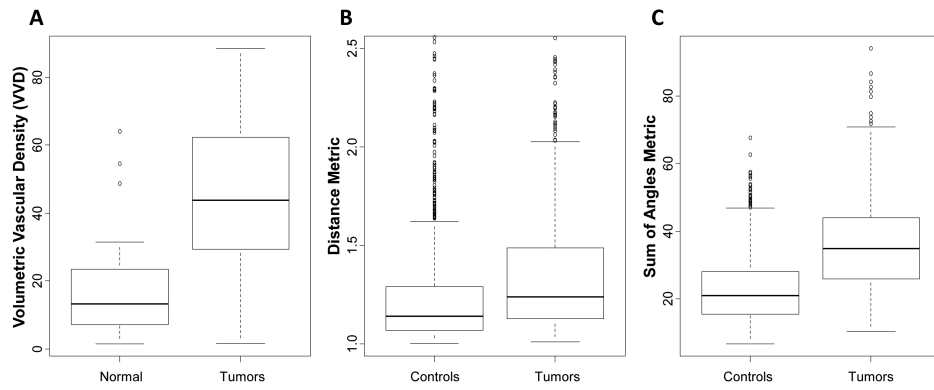 A
Volumetric Vascular Density (VVD)
80
60
40
20
0
Normal
Tumors
B
Distance Metric
2.5
2.0
1.5
1.0
Controls
Tumors
C
Sum of Angles Metric
80
60
40
20
Controls
Tumors